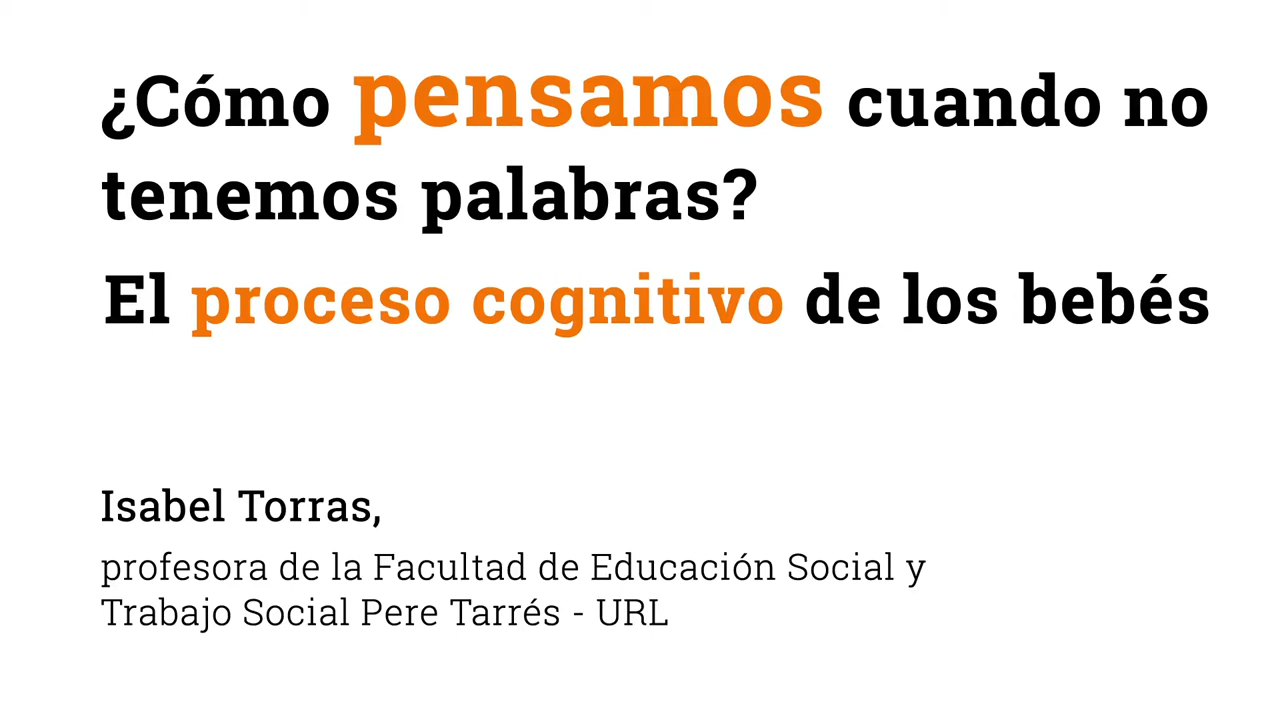 ¿Cómo pensamos cuando no
tenemos palabras?
El proceso cognitivo de los bebés
Isabel Torras,
profesora de la Facultad de Educación Social y
Trabajo Social Pere Tarrés - URL